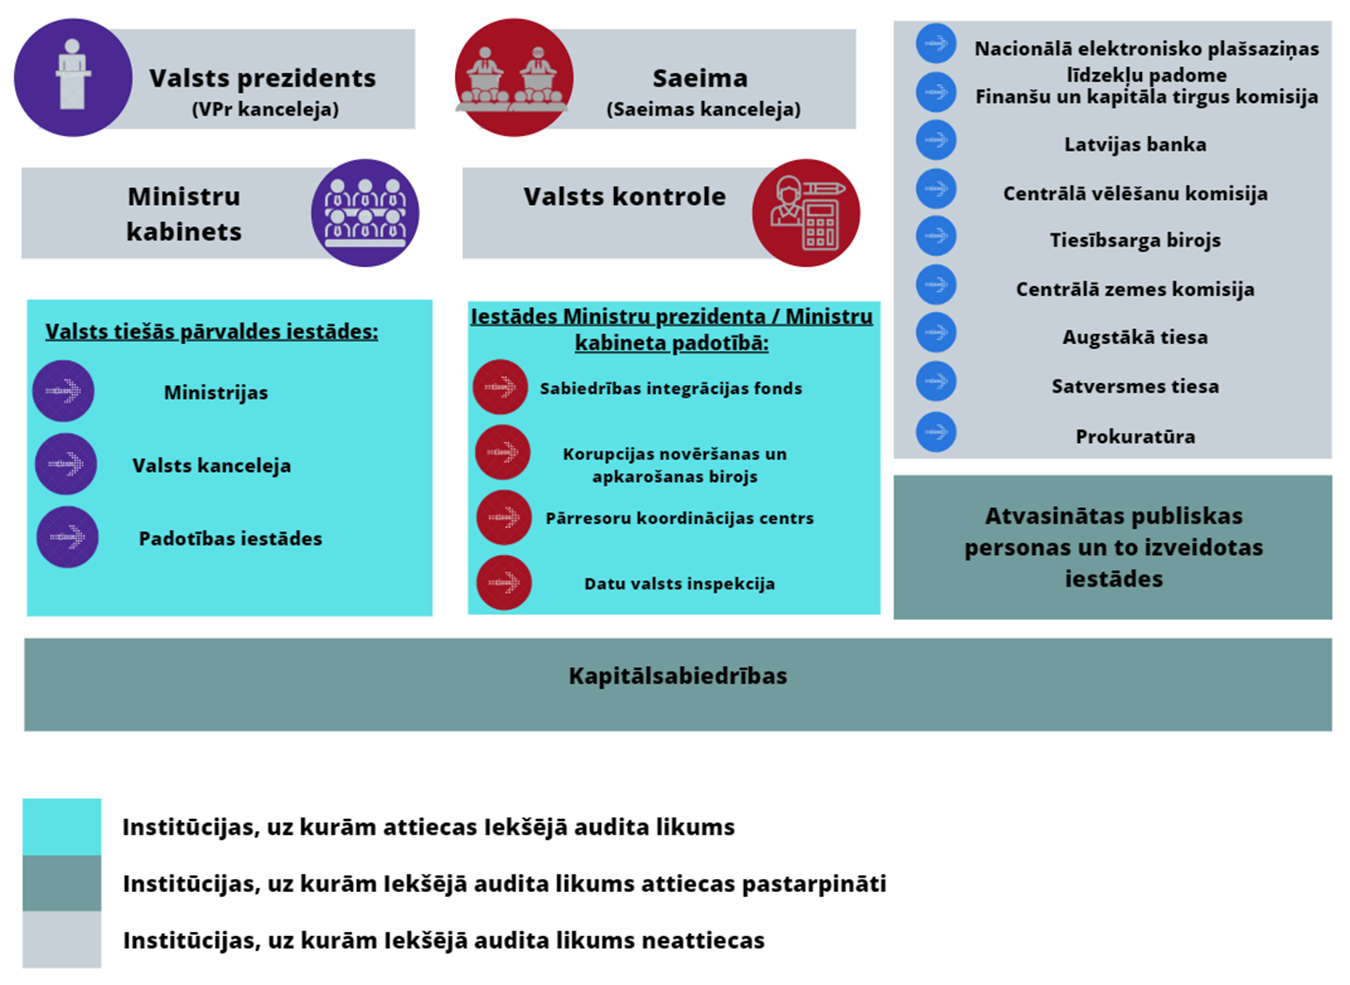 Valsts prezidents
(VPr kanceleja)
Saeima
(Saeimas kanceleja)
Ministru
kabinets
Valsts kontrole
Nacionālā elektronisko plašsaziņas
līdzekļu padome
Finanšu un kapitāla tirgus komisija
Latvijas banka
Centrālā vēlēšanu komisija
Tiesībsarga birojs
Centrālā zemes komisija
Augstākā tiesa
Satversmes tiesa
Prokuratūra
Valsts tiešās pārvaldes iestādes:
Ministrijas
Valsts kanceleja
Padotības iestādes
Iestādes Ministru prezidenta / Ministru
kabineta padotībā:
Sabiedrības integrācijas fonds
Korupcijas novēršanas un
apkarošanas birojs
Pārresoru koordinācijas centrs
Datu valsts inspekcija
Atvasinātas publiskas
personas un to izveidotas
iestādes
Kapitālsabiedrības
Institūcijas, uz kurām attiecas Iekšējā audita likums
Institūcijas, uz kurām Iekšējā audita likums attiecas pastarpināti
Institūcijas, uz kurām Iekšējā audita likums neattiecas